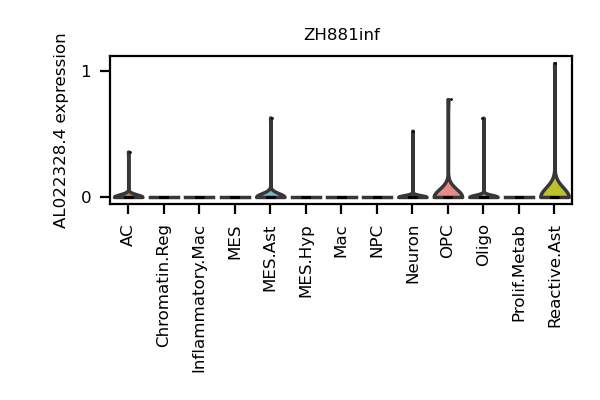 ZH881inf
AL022328.4 expression
1
0
AC
Chromatin.Reg
Inflammatory.Mac
MES
MES.Ast
MES.Hyp
Mac
NPC
Neuron
OPC
Oligo
Prolif.Metab
Reactive.Ast